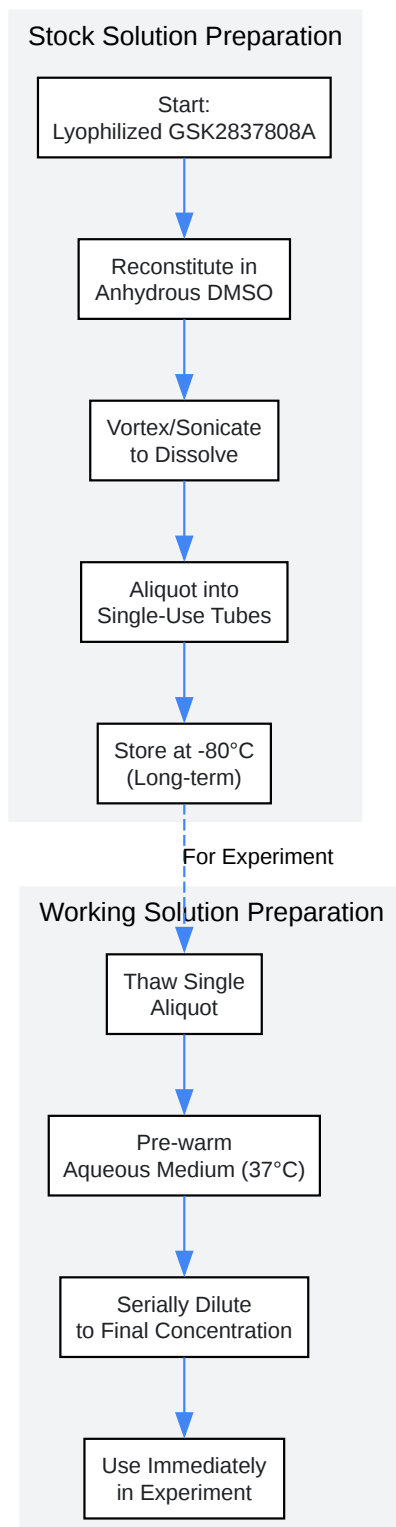 Stock Solution Preparation
Start:
Lyophilized GSK2837808A
Reconstitute in
Anhydrous DMSO
Vortex/Sonicate
to Dissolve
Aliquot into
Single-Use Tubes
Store at -80°C
(Long-term)
For Experiment
Working Solution Preparation
Thaw Single
Aliquot
Pre-warm
Aqueous Medium (37°C)
Serially Dilute
to Final Concentration
Use Immediately
in Experiment